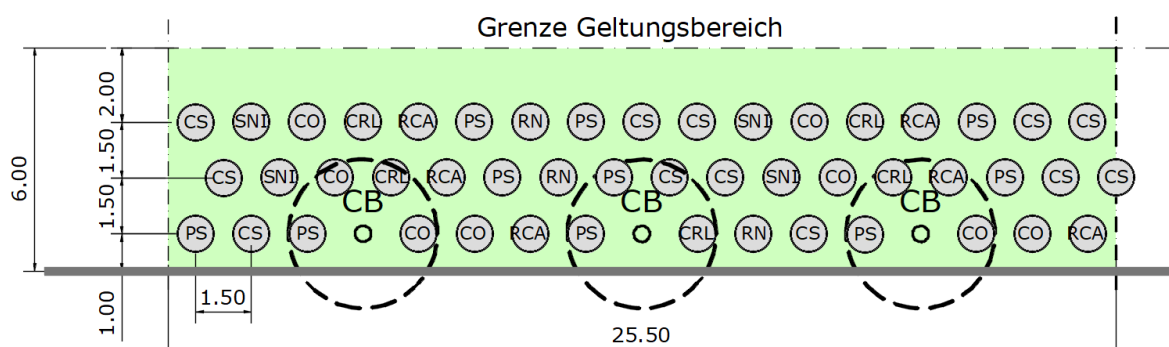 Grenze Geltungsbereich
6.00
2.00
1.50
1.50
1.00
CS SNI CO CRL RCA PS RN PS CS CS SNI CO CRL RCA PS CS CS
CS SNI CO CRL RCA PS RN PS CS CS SNI CO CRL RCA PS CS CS
CB CB CB
PS CS PS CO CO RCA PS CRL RN CS PS CO CO RCA
1.50
25.50